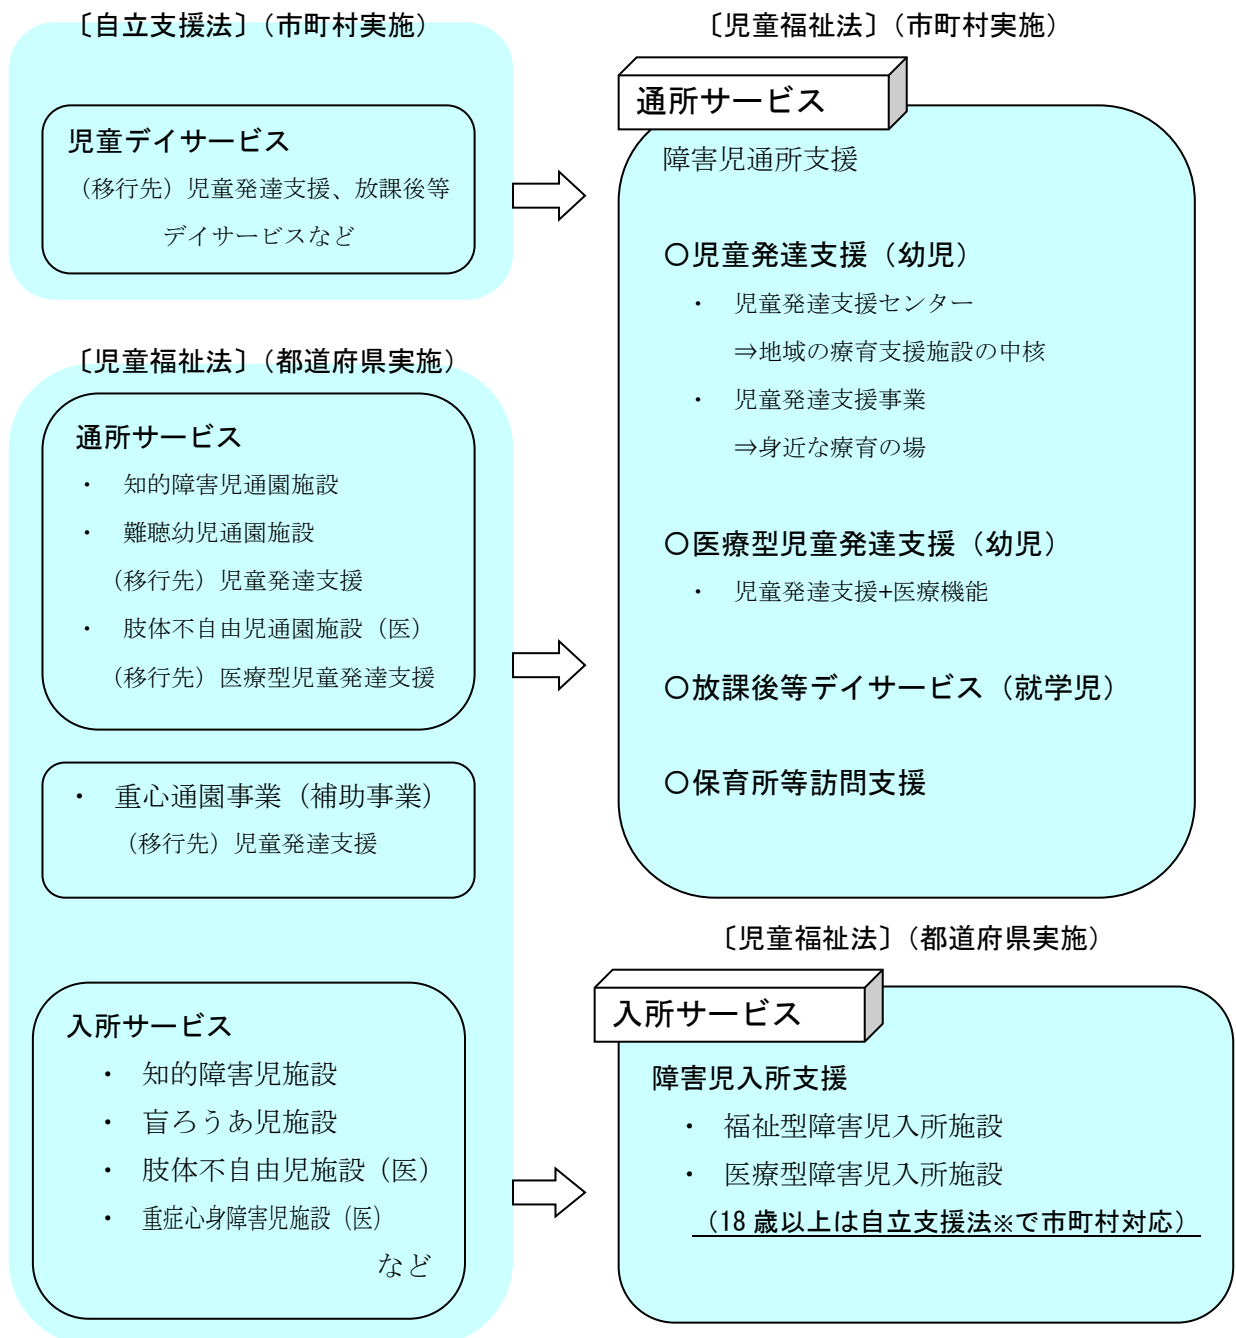 〔自立支援法〕（市町村実施）
児童デイサービス
（移行先）児童発達支援、放課後等
デイサービスなど
〔児童福祉法〕（都道府県実施）
通所サービス
・　知的障害児通園施設
・　難聴幼児通園施設
（移行先）児童発達支援
・　肢体不自由児通園施設（医）
（移行先）医療型児童発達支援
・　重心通園事業（補助事業）
（移行先）児童発達支援
入所サービス
・　知的障害児施設
・　盲ろうあ児施設
・　肢体不自由児施設（医）
・　重症心身障害児施設（医）
など
〔児童福祉法〕（市町村実施）
通所サービス
障害児通所支援
○児童発達支援（幼児）
・　児童発達支援センター
⇒地域の療育支援施設の中核
・　児童発達支援事業
⇒身近な療育の場
○医療型児童発達支援（幼児）
・　児童発達支援+医療機能
○放課後等デイサービス（就学児）
○保育所等訪問支援
〔児童福祉法〕（都道府県実施）
入所サービス
障害児入所支援
・　福祉型障害児入所施設
・　医療型障害児入所施設
（18 歳以上は自立支援法※で市町村対応）